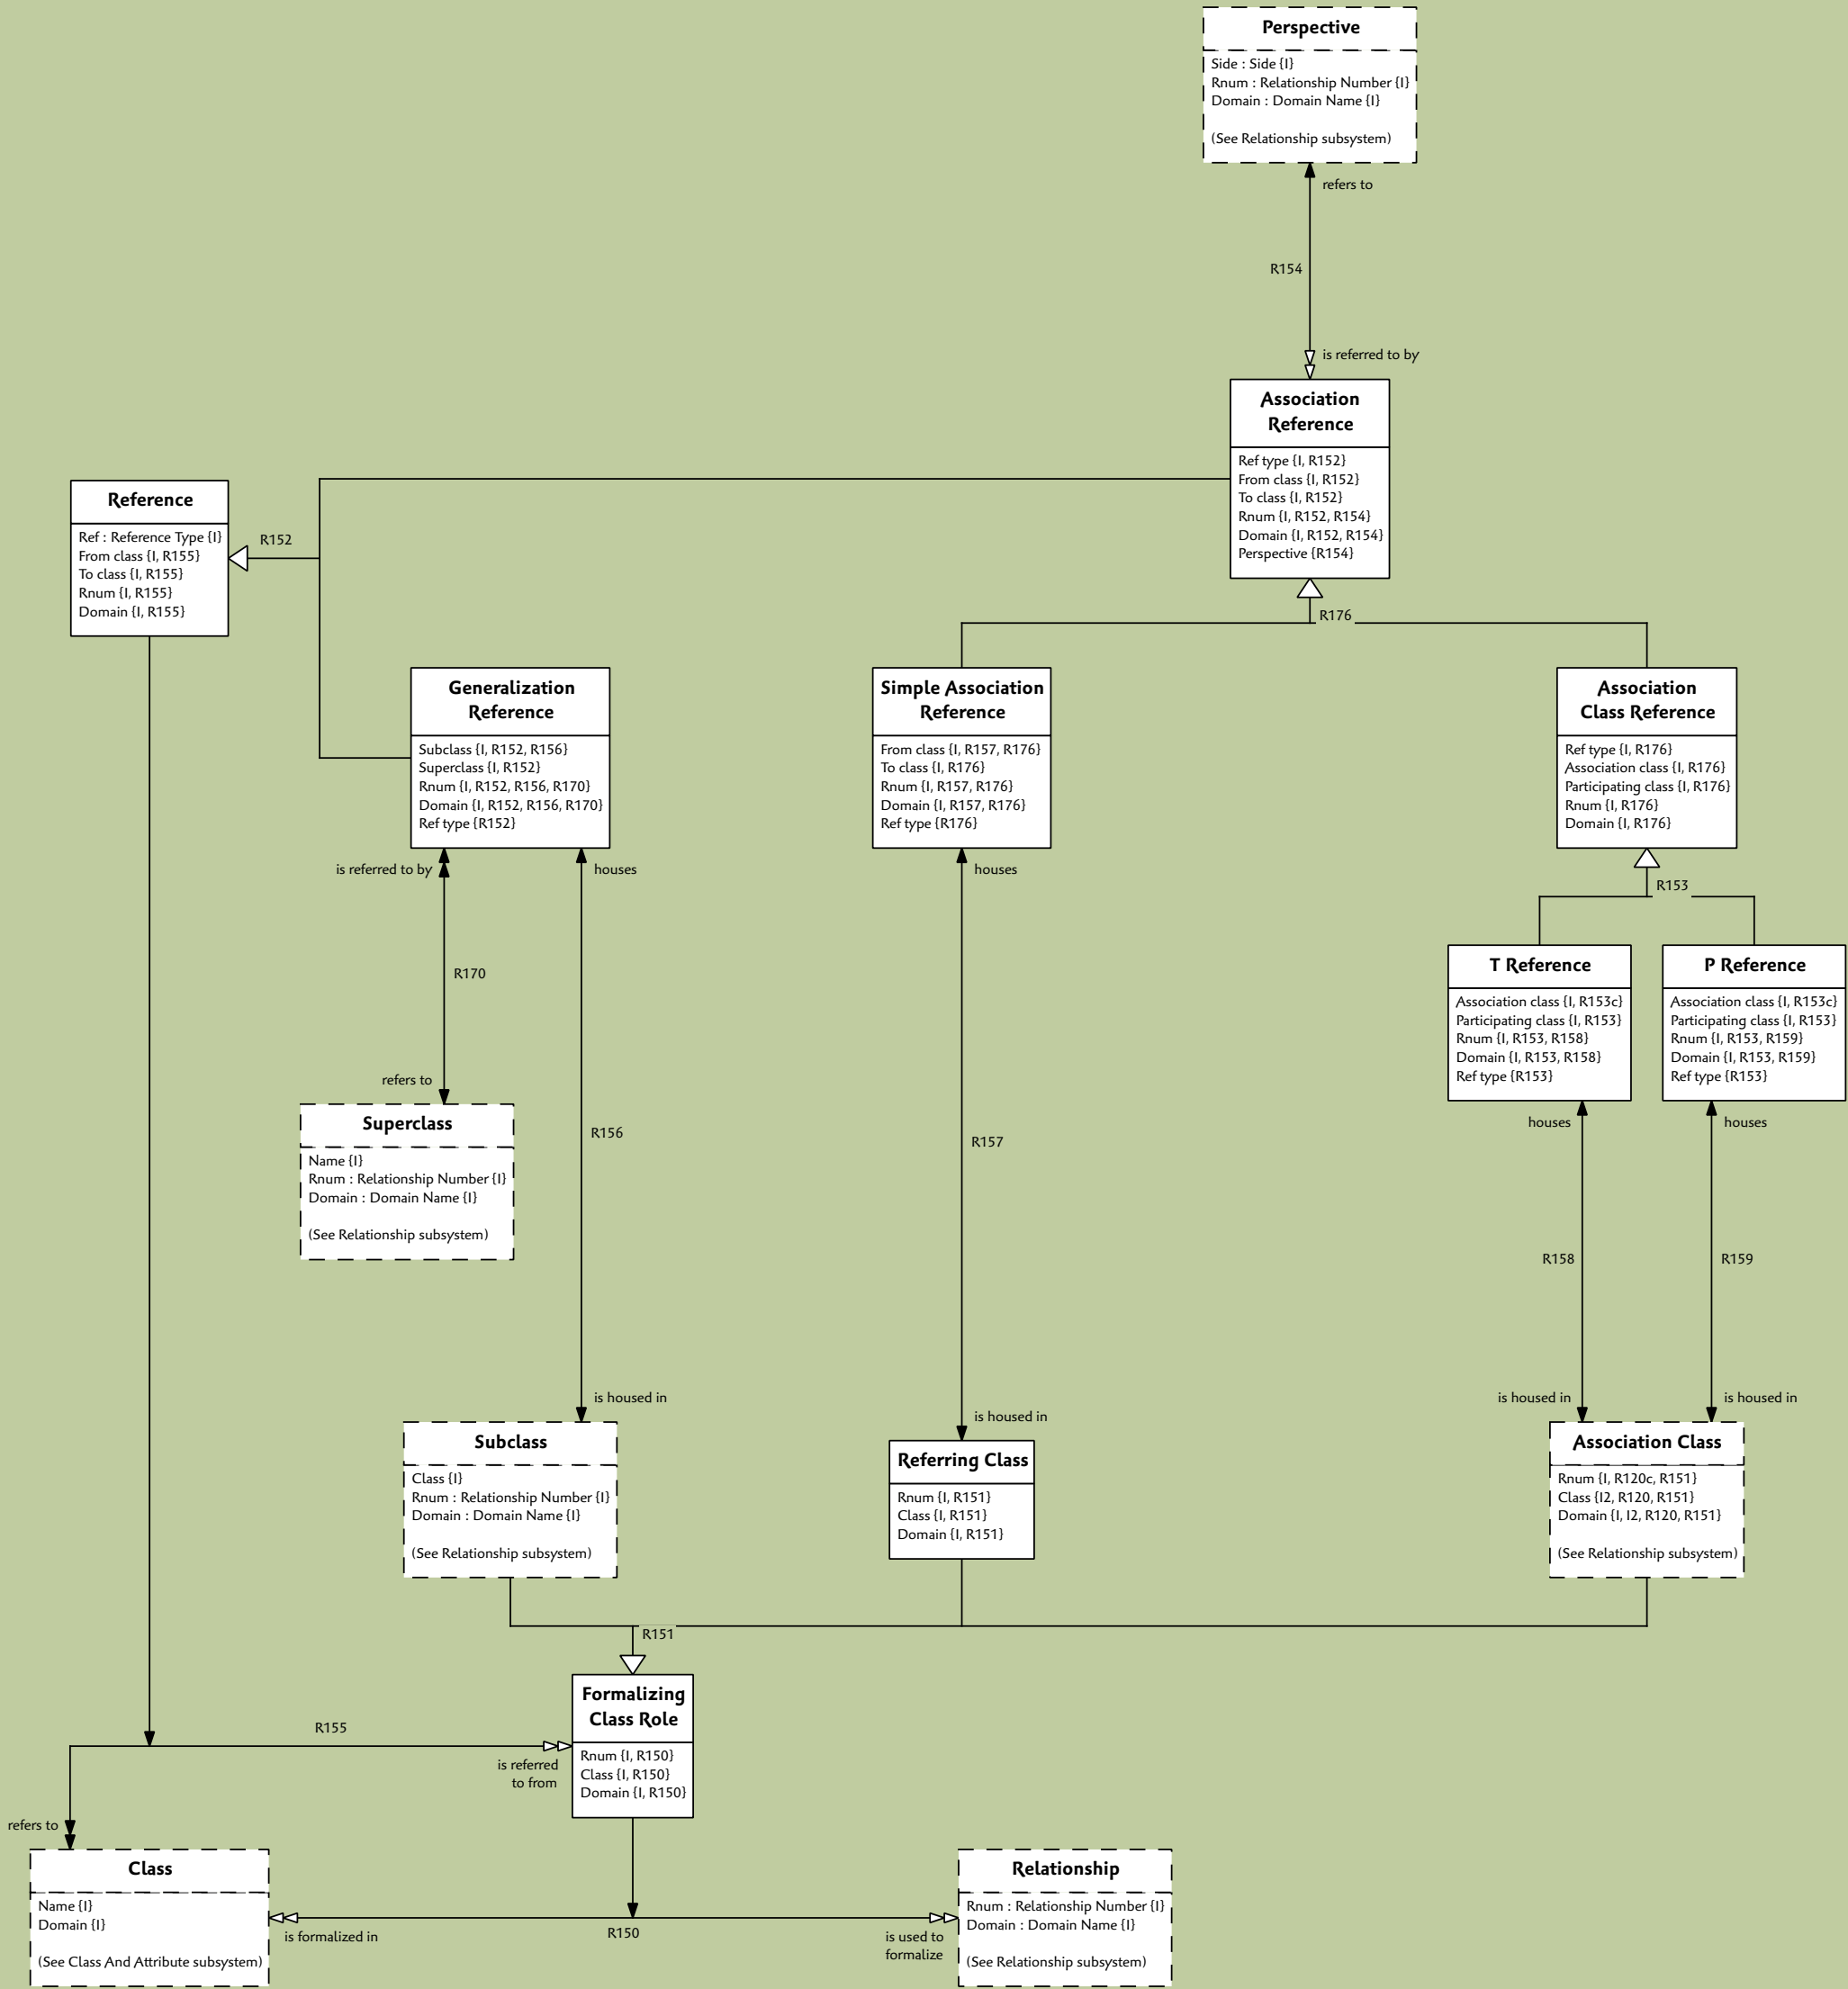 Perspective
Side : Side {I}
Rnum : Relationship Number {I}
Domain : Domain Name {I}
(See Relationship subsystem)
refers to
R154
is referred to by
Association
Reference
Ref type {I, R152}
From class {I, R152}
To class {I, R152}
Rnum {I, R152, R154}
Domain {I, R152, R154}
Perspective {R154}
Reference
Ref : Reference Type {I}
From class {I, R155}
To class {I, R155}
Rnum {I, R155}
Domain {I, R155}
R152
R176
Generalization
Reference
Subclass {I, R152, R156}
Superclass {I, R152}
Rnum {I, R152, R156, R170}
Domain {I, R152, R156, R170}
Ref type {R152}
Simple Association
Reference
From class {I, R157, R176}
To class {I, R176}
Rnum {I, R157, R176}
Domain {I, R157, R176}
Ref type {R176}
Association
Class Reference
Ref type {I, R176}
Association class {I, R176}
Participating class {I, R176}
Rnum {I, R176}
Domain {I, R176}
is referred to by
houses
houses
R153
T Reference
Association class {I, R153c}
Participating class {I, R153}
Rnum {I, R153, R158}
Domain {I, R153, R158}
Ref type {R153}
P Reference
Association class {I, R153c}
Participating class {I, R153}
Rnum {I, R153, R159}
Domain {I, R153, R159}
Ref type {R153}
R170
refers to
houses
houses
Superclass
Name {I}
Rnum : Relationship Number {I}
Domain : Domain Name {I}
(See Relationship subsystem)
R156
R157
R158
R159
is housed in
is housed in
is housed in
is housed in
Subclass
Class {I}
Rnum : Relationship Number {I}
Domain : Domain Name {I}
(See Relationship subsystem)
Referring Class
Rnum {I, R151}
Class {I, R151}
Domain {I, R151}
Association Class
Rnum {I, R120c, R151}
Class {I2, R120, R151}
Domain {I, I2, R120, R151}
(See Relationship subsystem)
R151
Formalizing
Class Role
Rnum {I, R150}
Class {I, R150}
Domain {I, R150}
R155
is referred
to from
refers to
Class
Name {I}
Domain {I}
(See Class And Attribute subsystem)
is formalized in
R150
is used to
formalize
Relationship
Rnum : Relationship Number {I}
Domain : Domain Name {I}
(See Relationship subsystem)